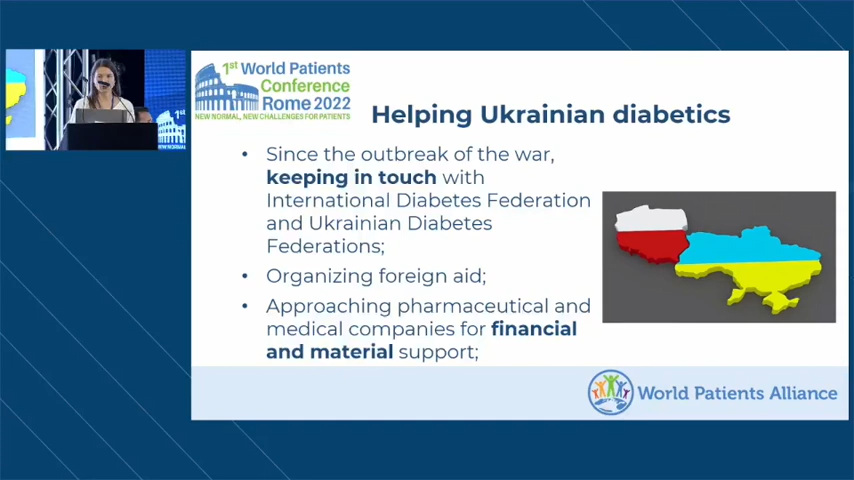 1st World Patients
Conference
Rome 2022
NEW NORMAL, NEW CHALLENGES FOR PATIENTS
Helping Ukrainian diabetics
• Since the outbreak of the war,
keeping in touch with
International Diabetes Federation
and Ukrainian Diabetes
Federations;
• Organizing foreign aid;
• Approaching pharmaceutical and
medical companies for financial
and material support;
World Patients Alliance